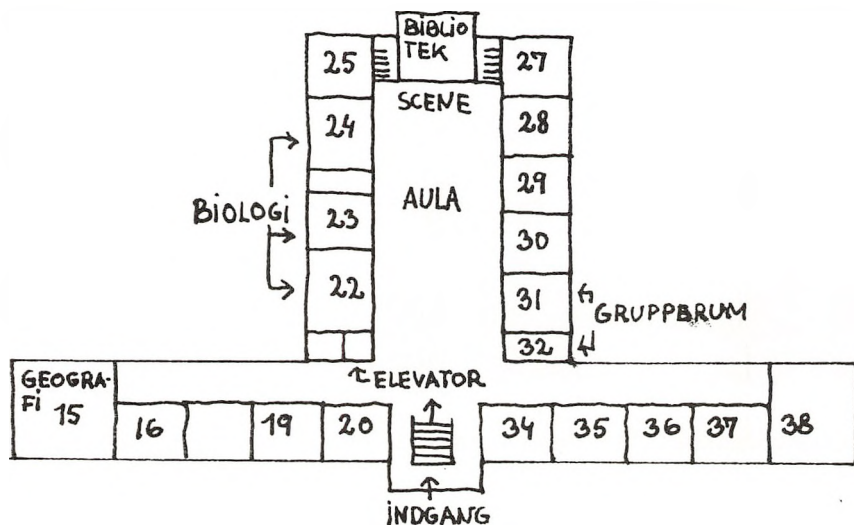 BiBLiO
TEK
25
27
SCENE
24
28
29
AULA
BiOLOGi
23
30
22
31
GRUPPERUM
32
GEOGRA-
Fi
15
ELEVATOR
16
19
20
34
35
36
37
38
iNDGANG